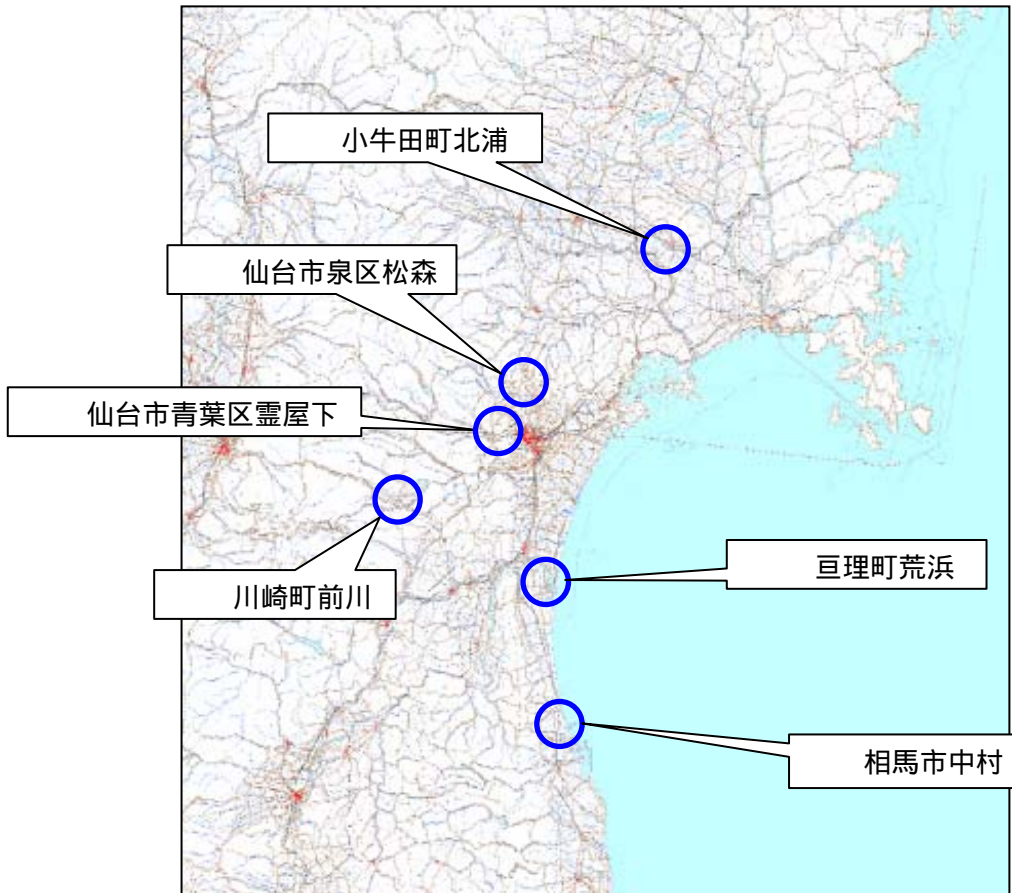 小牛田町北浦
仙台市泉区松森
仙台市青葉区霊屋下
亘理町荒浜
川崎町前川
相馬市中村